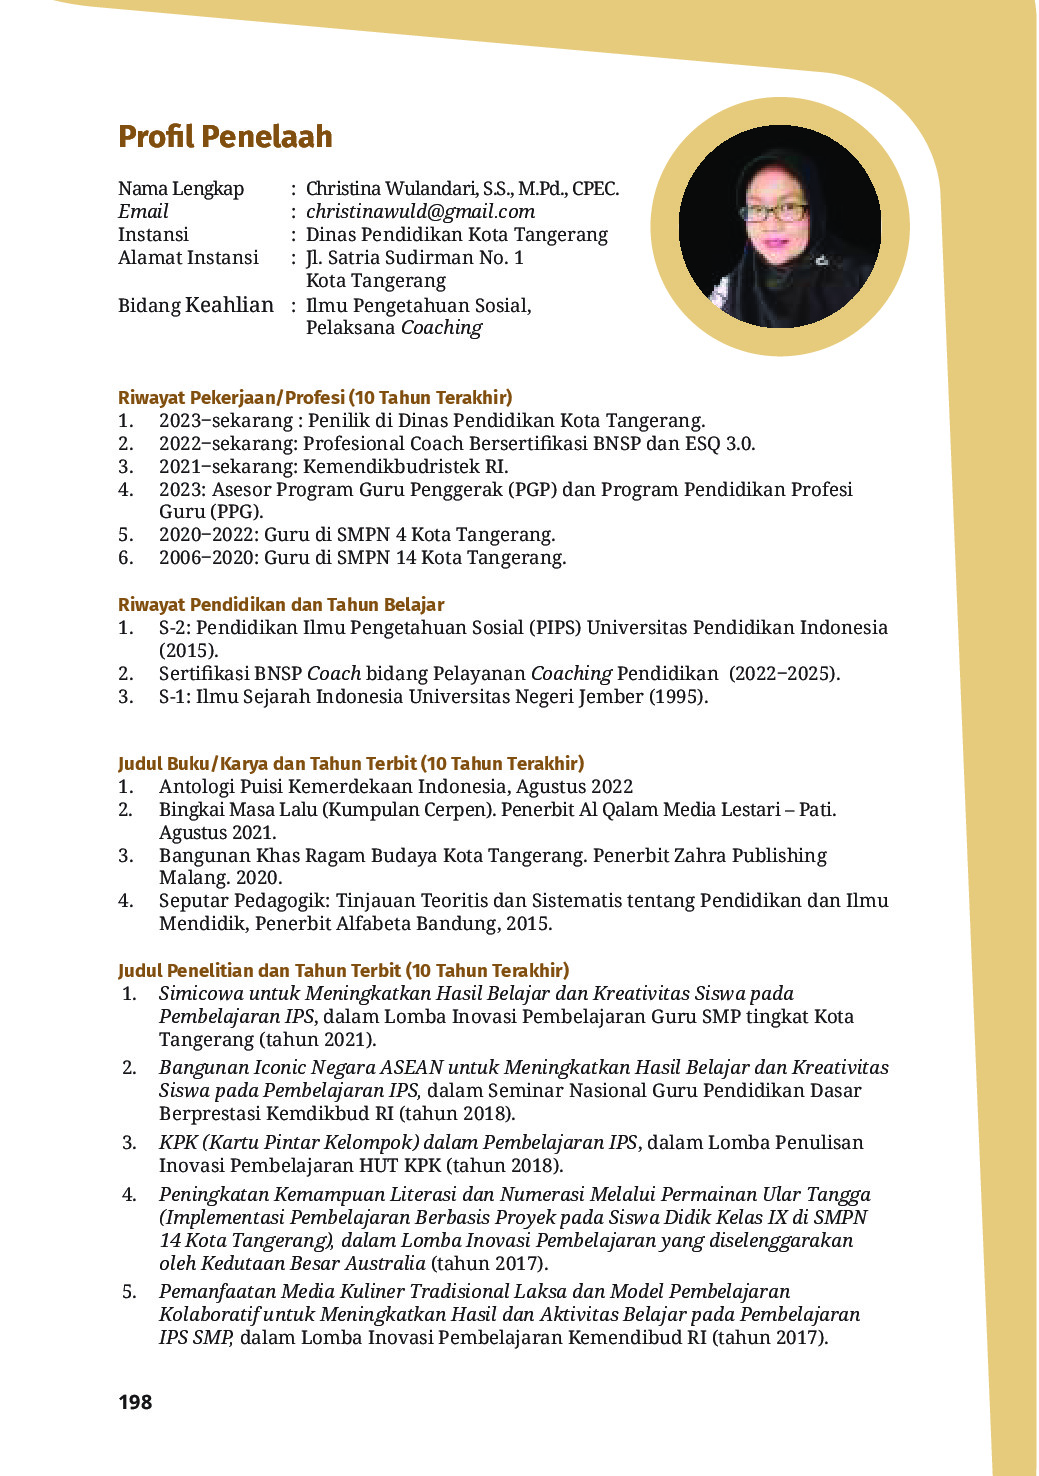 Profil Penelaah
Nama Lengkap : Christina Wulandari, S.S., M.Pd., CPEC.
Email : christinawuld@gmail.com
Instansi : Dinas Pendidikan Kota Tangerang
Alamat Instansi : Jl. Satria Sudirman No. 1
Kota Tangerang
Bidang Keahlian : Ilmu Pengetahuan Sosial,
Pelaksana Coaching
Riwayat Pekerjaan/Profesi (10 Tahun Terakhir)
1. 2023–sekarang : Penilik di Dinas Pendidikan Kota Tangerang.
2. 2022–sekarang: Profesional Coach Bersertifikasi BNSP dan ESQ 3.0.
3. 2021–sekarang: Kemendikbudristek RI.
4. 2023: Asesor Program Guru Penggerak (PGP) dan Program Pendidikan Profesi
Guru (PPG).
5. 2020–2022: Guru di SMPN 4 Kota Tangerang.
6. 2006–2020: Guru di SMPN 14 Kota Tangerang.
Riwayat Pendidikan dan Tahun Belajar
1. S-2: Pendidikan Ilmu Pengetahuan Sosial (PIPS) Universitas Pendidikan Indonesia
(2015).
2. Sertifikasi BNSP Coach bidang Pelayanan Coaching Pendidikan (2022–2025).
3. S-1: Ilmu Sejarah Indonesia Universitas Negeri Jember (1995).
Judul Buku/Karya dan Tahun Terbit (10 Tahun Terakhir)
1. Antologi Puisi Kemerdekaan Indonesia, Agustus 2022
2. Bingkai Masa Lalu (Kumpulan Cerpen). Penerbit Al Qalam Media Lestari – Pati.
Agustus 2021.
3. Bangunan Khas Ragam Budaya Kota Tangerang. Penerbit Zahra Publishing
Malang. 2020.
4. Seputar Pedagogik: Tinjauan Teoritis dan Sistematis tentang Pendidikan dan Ilmu
Mendidik, Penerbit Alfabeta Bandung, 2015.
Judul Penelitian dan Tahun Terbit (10 Tahun Terakhir)
1. Simicowa untuk Meningkatkan Hasil Belajar dan Kreativitas Siswa pada
Pembelajaran IPS, dalam Lomba Inovasi Pembelajaran Guru SMP tingkat Kota
Tangerang (tahun 2021).
2. Bangunan Iconic Negara ASEAN untuk Meningkatkan Hasil Belajar dan Kreativitas
Siswa pada Pembelajaran IPS, dalam Seminar Nasional Guru Pendidikan Dasar
Berprestasi Kemdikbud RI (tahun 2018).
3. KPK (Kartu Pintar Kelompok) dalam Pembelajaran IPS, dalam Lomba Penulisan
Inovasi Pembelajaran HUT KPK (tahun 2018).
4. Peningkatan Kemampuan Literasi dan Numerasi Melalui Permainan Ular Tangga
(Implementasi Pembelajaran Berbasis Proyek pada Siswa Didik Kelas IX di SMPN
14 Kota Tangerang), dalam Lomba Inovasi Pembelajaran yang diselenggarakan
oleh Kedutaan Besar Australia (tahun 2017).
5. Pemanfaatan Media Kuliner Tradisional Laksa dan Model Pembelajaran
Kolaboratif untuk Meningkatkan Hasil dan Aktivitas Belajar pada Pembelajaran
IPS SMP, dalam Lomba Inovasi Pembelajaran Kemendibud RI (tahun 2017).
198